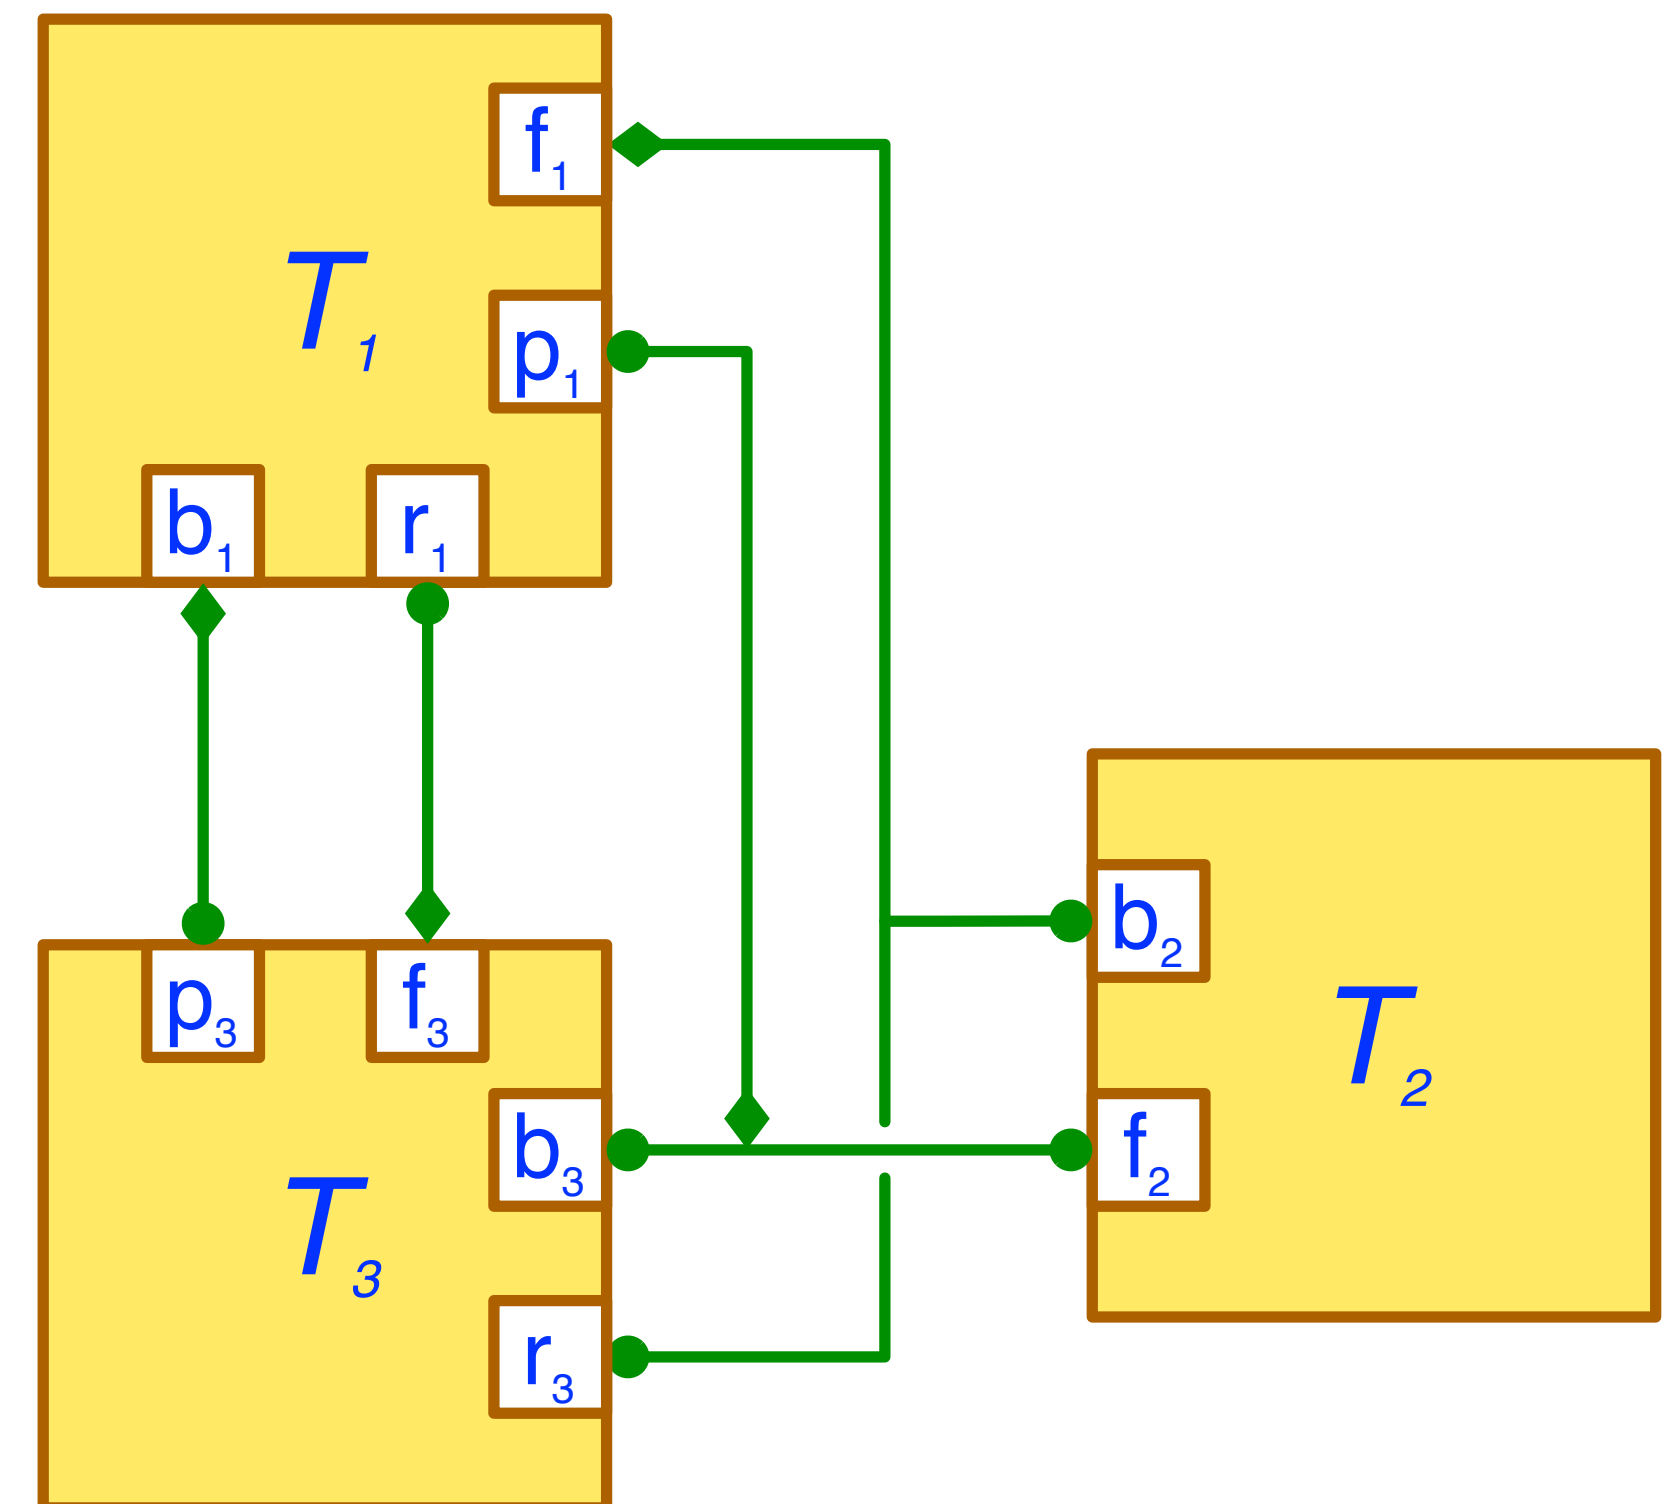 f₁
T₁
p₁
b₁ r₁
b₂
p₃ f₃
T₂
b₃ f₂
T₃
r₃